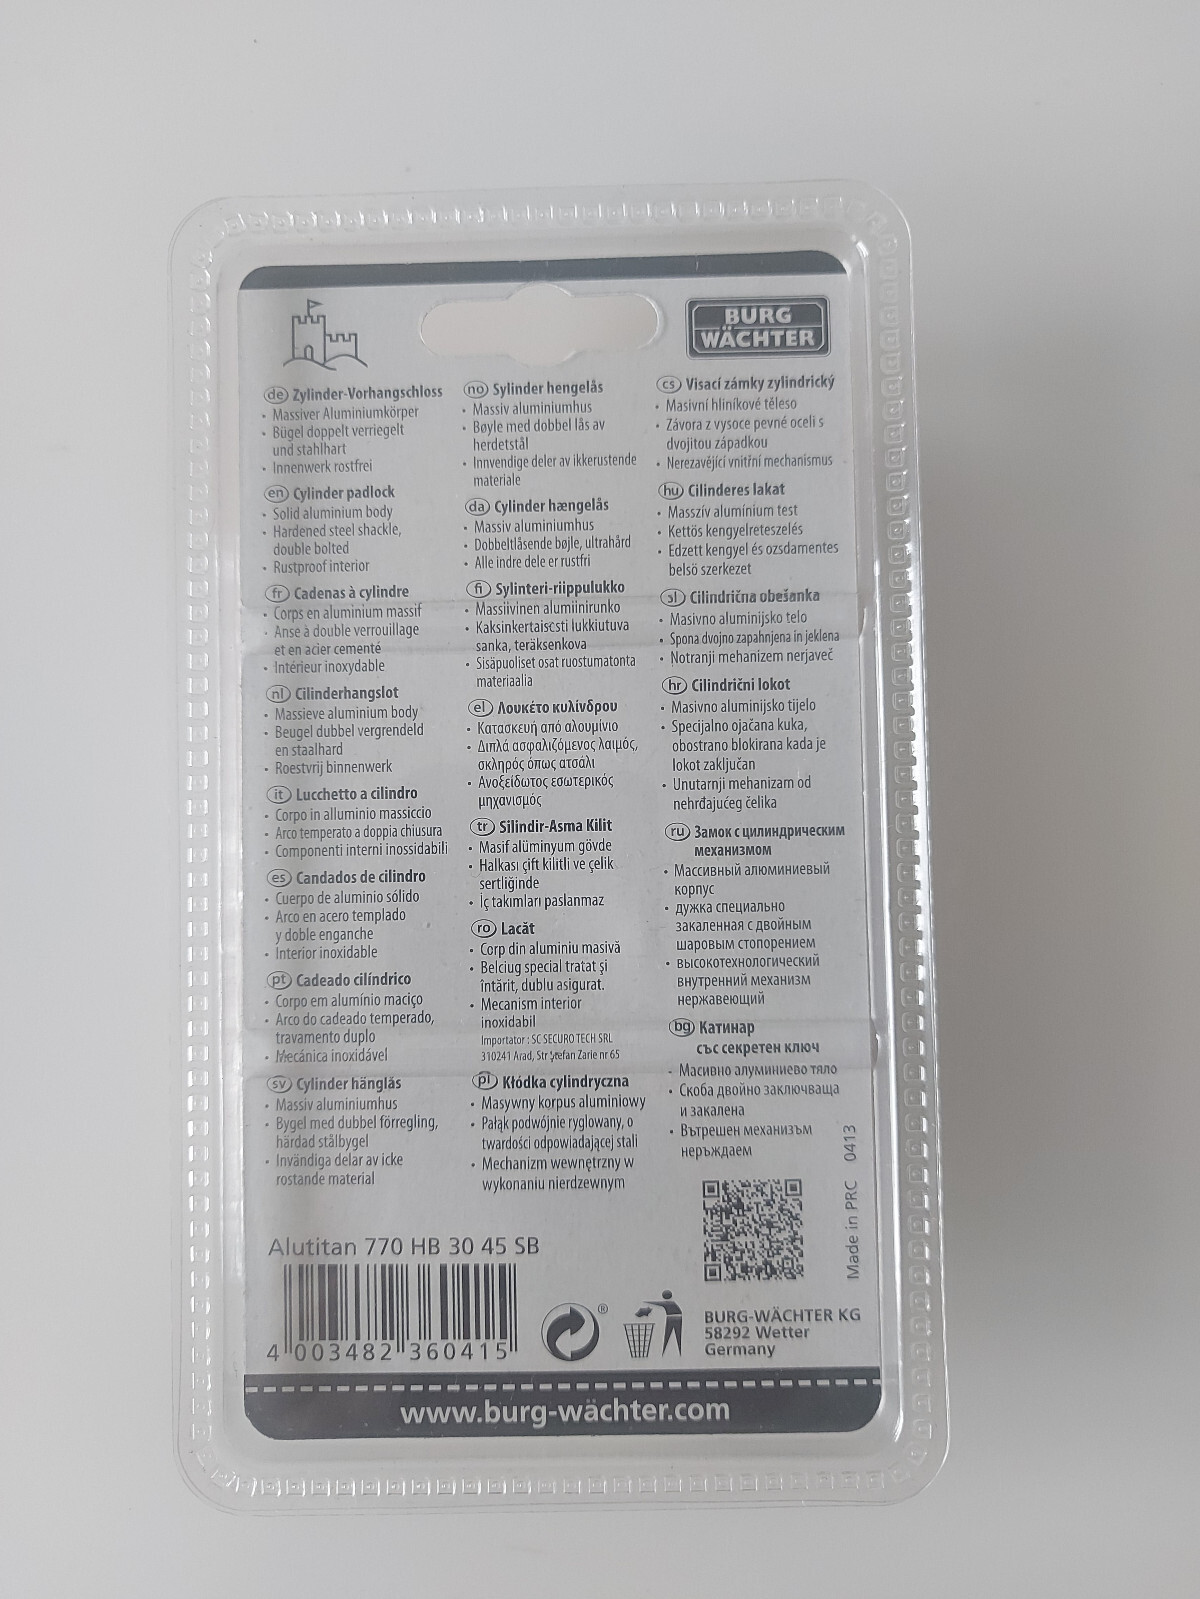 BURG
WÄCHTER
de Zylinder-Vorhangschloss
• Massiver Aluminiumkörper
• Bügel doppelt verriegelt
und stahlhart
• Innenwerk rostfrei
en Cylinder padlock
• Solid aluminium body
• Hardened steel shackle,
double bolted
• Rustproof interior
fr Cadenas à cylindre
• Corps en aluminium massif
• Anse à double verrouillage
et en acier cementé
• Intérieur inoxydable
nl Cilinderhangslot
• Massieve aluminium body
• Beugel dubbel vergrendeld
en staalhard
• Roestvrij binnenwerk
it Lucchetto a cilindro
• Corpo in alluminio massiccio
• Arco temperato a doppia chiusura
• Componenti interni inossidabili
es Candados de cilindro
• Cuerpo de aluminio sólido
• Arco en acero templado
y doble enganche
• Interior inoxidable
pt Cadeado cilíndrico
• Corpo em alumínio maciço
• Arco do cadeado temperado,
travamento duplo
• Mecánica inoxidável
sv Cylinder hänglås
• Massiv aluminiumhus
• Bygel med dubbel förregling,
härdad stålbygel
• Invändiga delar av icke
rostande material
no Sylinder hengelås
• Massiv aluminiumhus
• Bøyle med dobbel lås av
herdetstål
• Innvendige deler av ikkerustende
materiale
da Cylinder hængelås
• Massiv aluminiumhus
• Dobbeltlåsende bøjle, ultrahård
• Alle indre dele er rustfri
fi Sylinteri-riippulukko
• Massiivinen alumiinirunko
• Kaksinkertaisesti lukkiutuva
sanka, teräksenkova
• Sisäpuoliset osat ruostumatonta
materiaalia
el Λουκέτο κυλίνδρου
• Κατασκευή από αλουμίνιο
• Διπλά ασφαλιζόμενος λαιμός,
σκληρός όπως ατσάλι
• Ανοξείδωτος εσωτερικός
μηχανισμός
tr Silindir-Asma Kilit
• Masif alüminyum gövde
• Halkası çift kilitli ve çelik
sertliğinde
• İç takımları paslanmaz
ro Lacăt
• Corp din aluminiu masivă
• Belciug special tratat şi
întărit, dublu asigurat.
• Mecanism interior
inoxidabil
Importator : SC SECURO TECH SRL
310241 Arad, Str Ştefan Zarie nr 65
pl Kłódka cylindryczna
• Masywny korpus aluminiowy
• Pałąk podwójnie ryglowany, o
twardości odpowiadającej stali
• Mechanizm wewnętrzny w
wykonaniu nierdzewnym
cs Visací zámky zylindrický
• Masivní hliníkové těleso
• Závora z vysoce pevné oceli s
dvojitou západkou
• Nerezavějící vnitřní mechanismus
hu Cilinderes lakat
• Masszív alumínium test
• Kettös kengyelreteszelés
• Edzett kengyel és ozsdamentes
belsö szerkezet
sl Cilindrična obešanka
• Masivno aluminijsko telo
• Spona dvojno zapahnjena in jeklena
• Notranji mehanizem nerjaveč
hr Cilindrični lokot
• Masivno aluminijsko tijelo
• Specijalno ojačana kuka,
obostrano blokirana kada je
lokot zaključan
• Unutarnji mehanizam od
nehrđajućeg čelika
ru Замок с цилиндрическим
механизмом
• Массивный алюминиевый
корпус
• дужка специально
закаленная с двойным
шаровым стопорением
• высокотехнологический
внутренний механизм
нержавеющий
bg Катинар
със секретен ключ
• Масивно алуминиево тяло
• Скоба двойно заключваща
и закалена
• Вътрешен механизъм
неръждаем
Made in PRC 0413
Alutitan 770 HB 30 45 SB
4 003482 360415
®
BURG-WÄCHTER KG
58292 Wetter
Germany
www.burg-wächter.com